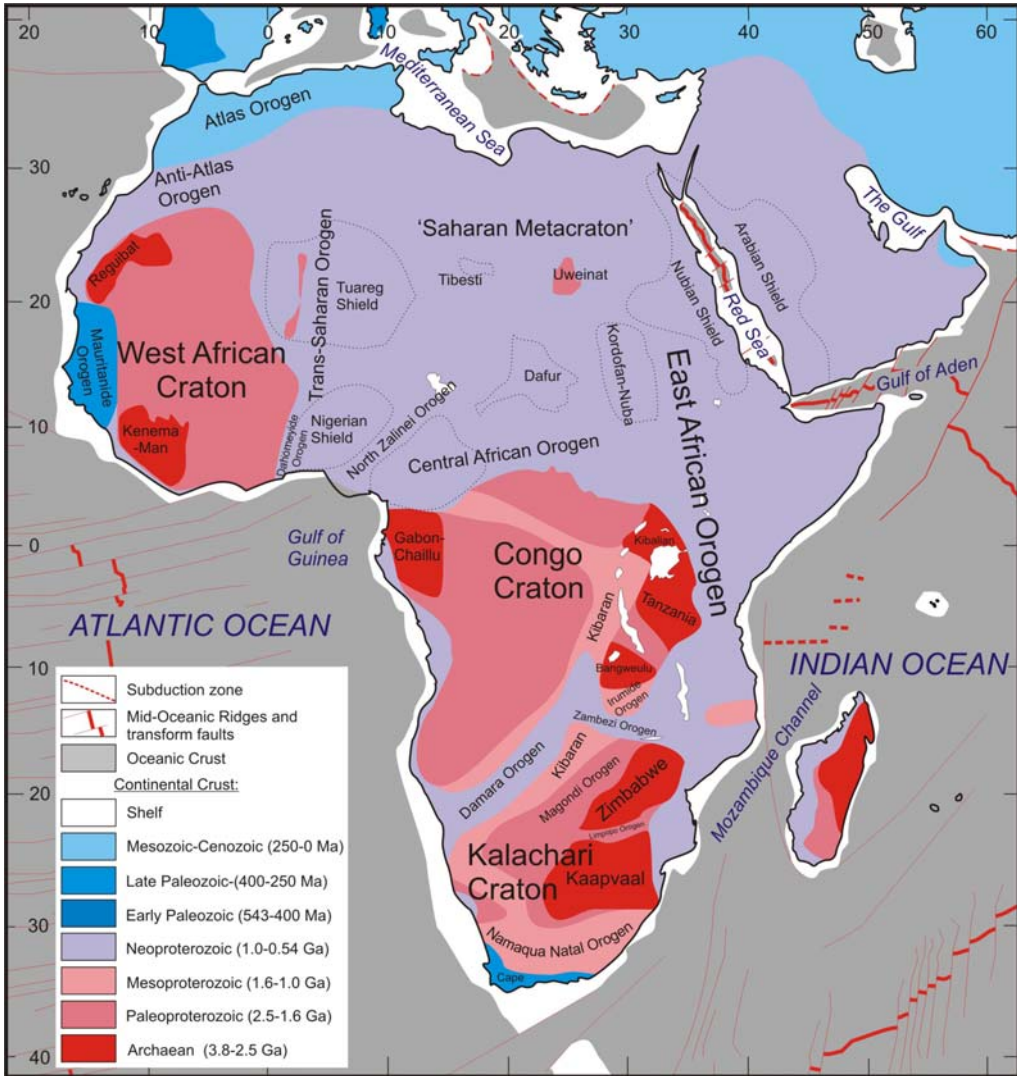 20
10
0
10
20
30
40
50
60
Mediterranean Sea
Atlas Orogen
30
Anti-Atlas
Orogen
The Gulf
'Saharan Metacraton'
Arabian Shield
Reguibat
Trans-Saharan Orogen
Tuareg
Shield
Tibesti
Uweinat
Nubian Shield
Red Sea
20
20
Mauritanide
Orogen
West African
Craton
Kordofan-Nuba
East African Orogen
Dafur
Gulf of Aden
Kenema
-Man
Dahomeyide
Orogen
Nigerian
Shield
North Zalinei Orogen
Central African Orogen
10
10
Gulf of
Guinea
Gabon-
Chaillu
Congo
Craton
Kibalian
Tanzania
Kibaran
0
0
ATLANTIC OCEAN
INDIAN OCEAN
Bangweulu
Irumide
Orogen
10
10
Zambezi Orogen
Mozambique Channel
Damara Orogen
Kibaran
Magondi Orogen
Zimbabwe
Limpopo Orogen
20
20
Kalachari
Craton
Kaapvaal
Namaqua Natal Orogen
Cape
30
30
40
40
Subduction zone
Mid-Oceanic Ridges and
transform faults
Oceanic Crust
Continental Crust:
Shelf
Mesozoic-Cenozoic (250-0 Ma)
Late Paleozoic-(400-250 Ma)
Early Paleozoic (543-400 Ma)
Neoproterozoic (1.0-0.54 Ga)
Mesoproterozoic (1.6-1.0 Ga)
Paleoproterozoic (2.5-1.6 Ga)
Archaean (3.8-2.5 Ga)